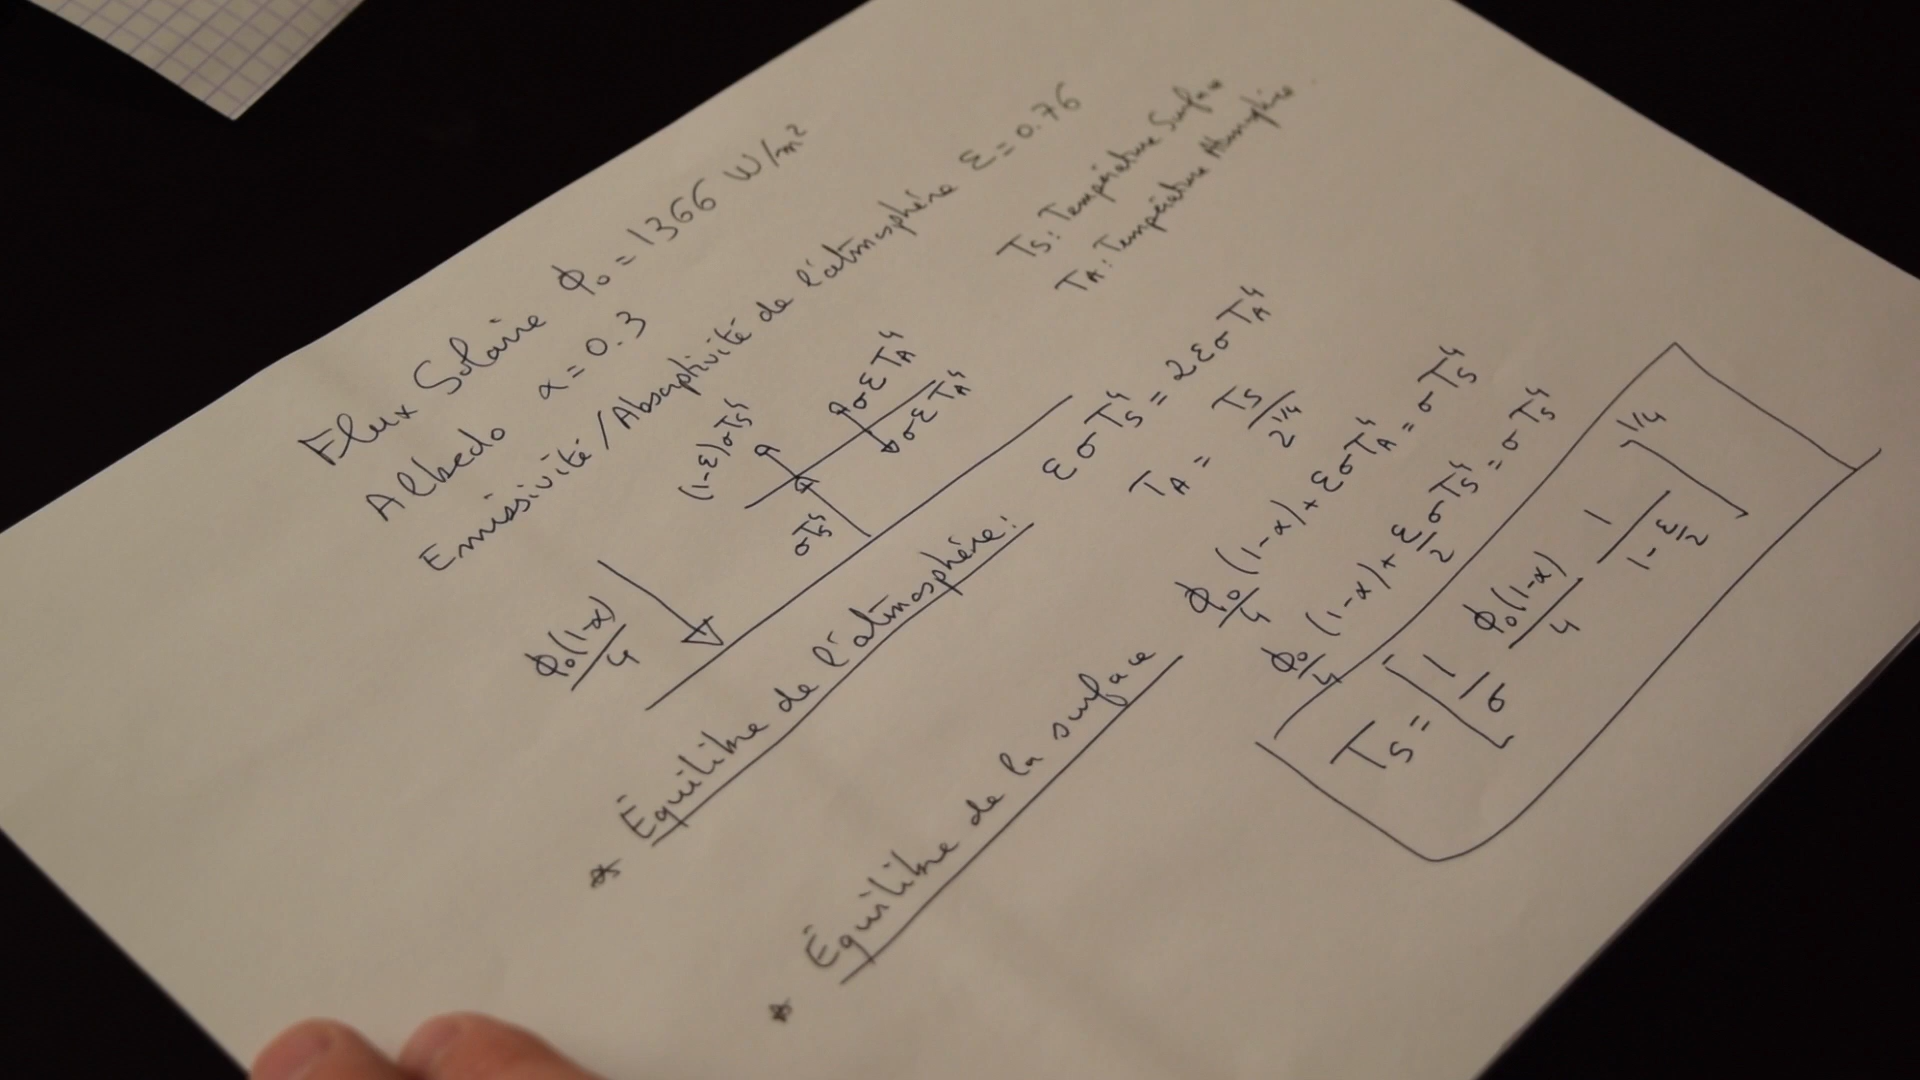 Flux Solaire ϕ₀ = 1366 W/m²
Albedo α = 0.3
Emissivité/Absorptivité de l'atmosphère ε = 0.76
Ts: Température Surface
TA: Température Atmosphère
ϕ₀(1-α)/4
σTs⁴
(1-ε)σTs⁴
σεTA⁴
σεTA⁴
* Équilibre de l'atmosphère: εσTs⁴ = 2εσTA⁴
TA = Ts/2^1/4
* Équilibre de la surface ϕ₀/4 (1-α) + εσTA⁴ = σTs⁴
ϕ₀/4 (1-α) + ε/2 σTs⁴ = σTs⁴
Ts = [1/σ ϕ₀(1-α)/4 1/(1-ε/2)]^1/4